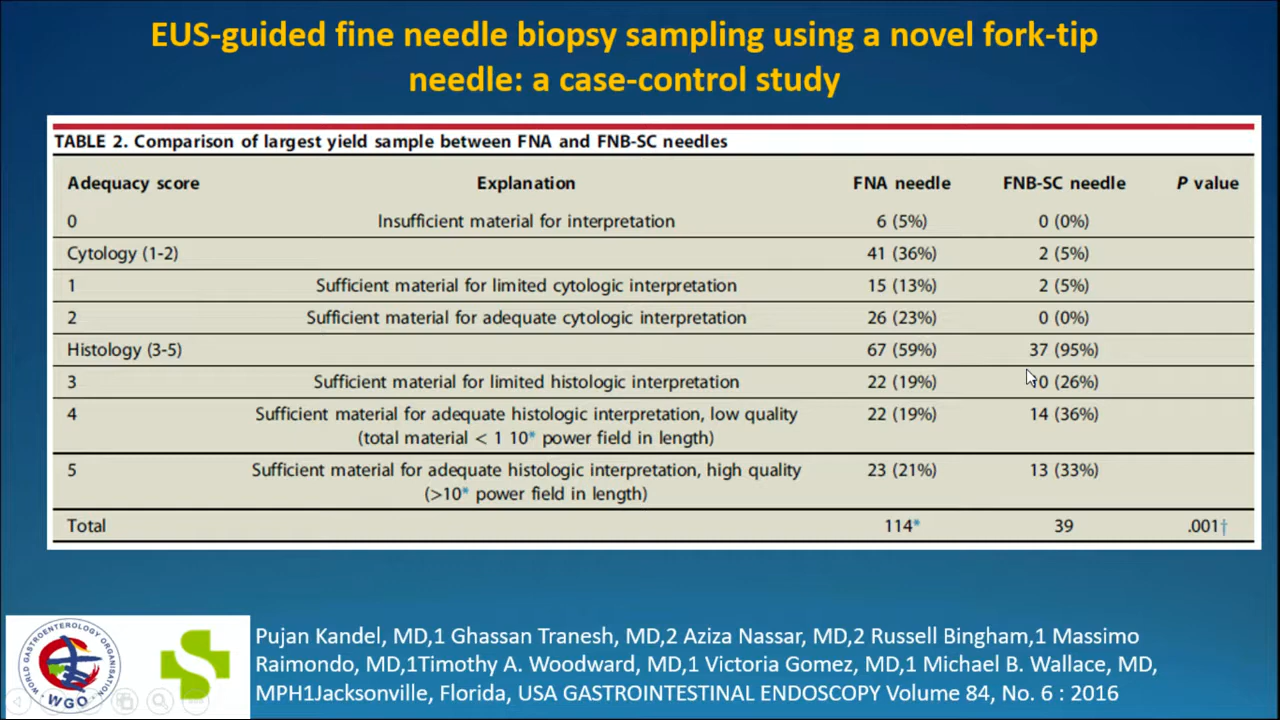 EUS-guided fine needle biopsy sampling using a novel fork-tip
needle: a case-control study
TABLE 2. Comparison of largest yield sample between FNA and FNB-SC needles
Adequacy score Explanation FNA needle FNB-SC needle P value
0 Insufficient material for interpretation 6 (5%) 0 (0%)
Cytology (1-2) 41 (36%) 2 (5%)
1 Sufficient material for limited cytologic interpretation 15 (13%) 2 (5%)
2 Sufficient material for adequate cytologic interpretation 26 (23%) 0 (0%)
Histology (3-5) 67 (59%) 37 (95%)
3 Sufficient material for limited histologic interpretation 22 (19%) 10 (26%)
4 Sufficient material for adequate histologic interpretation, low quality 22 (19%) 14 (36%)
(total material < 1 10* power field in length)
5 Sufficient material for adequate histologic interpretation, high quality 23 (21%) 13 (33%)
(>10* power field in length)
Total 114* 39 .001†
WORLD GASTROENTEROLOGY ORGANISATION
WGO
Pujan Kandel, MD,1 Ghassan Tranesh, MD,2 Aziza Nassar, MD,2 Russell Bingham,1 Massimo
Raimondo, MD,1Timothy A. Woodward, MD,1 Victoria Gomez, MD,1 Michael B. Wallace, MD,
MPH1Jacksonville, Florida, USA GASTROINTESTINAL ENDOSCOPY Volume 84, No. 6 : 2016